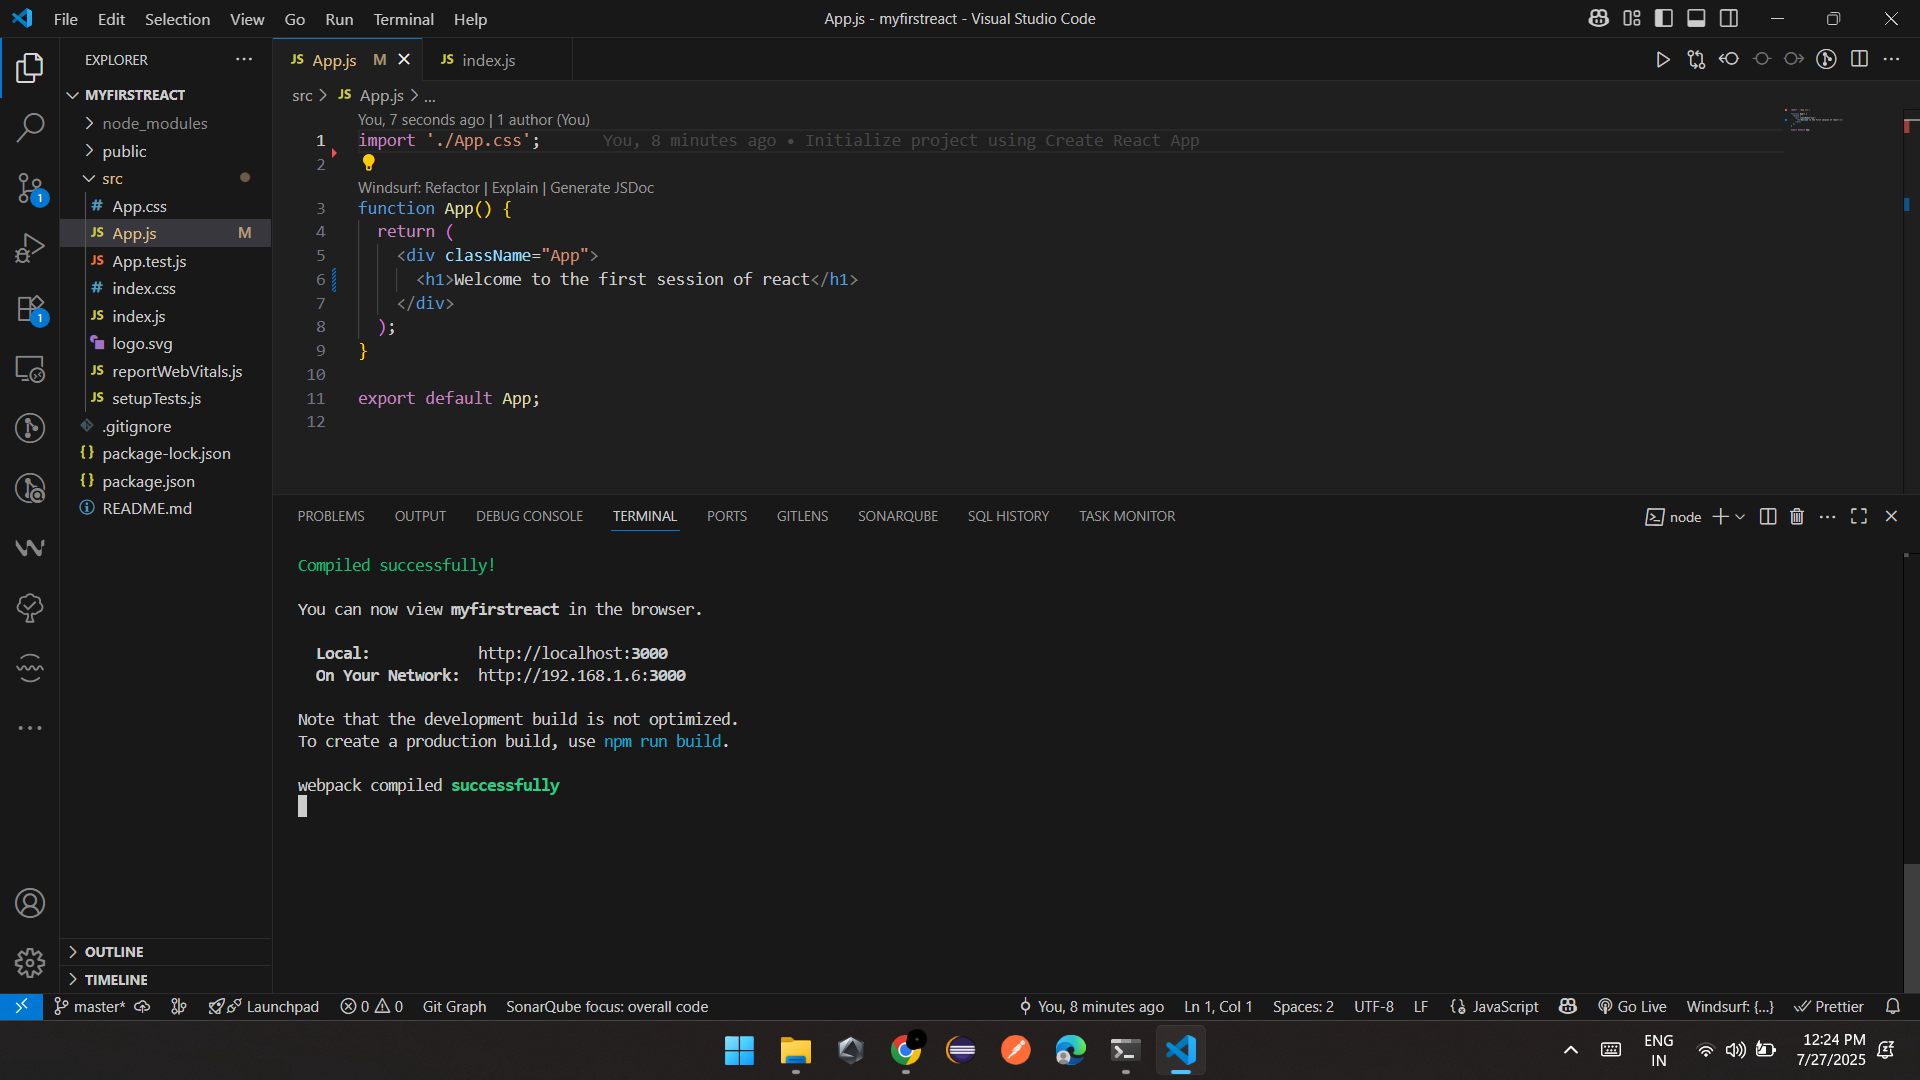 File Edit Selection View Go Run Terminal Help
App.js - myfirstreact - Visual Studio Code
EXPLORER
MYFIRSTREACT
node_modules
public
src
# App.css
JS App.js M
JS App.test.js
# index.css
JS index.js
logo.svg
JS reportWebVitals.js
JS setupTests.js
.gitignore
{} package-lock.json
{} package.json
README.md
OUTLINE
TIMELINE
1
1
JS App.js M
JS index.js
src > JS App.js > ...
You, 7 seconds ago | 1 author (You)
1 import './App.css'; You, 8 minutes ago • Initialize project using Create React App
2
Windsurf: Refactor | Explain | Generate JSDoc
3 function App() {
4 return (
5 <div className="App">
6 <h1>Welcome to the first session of react</h1>
7 </div>
8 );
9 }
10
11 export default App;
12
PROBLEMS OUTPUT DEBUG CONSOLE TERMINAL PORTS GITLENS SONARQUBE SQL HISTORY TASK MONITOR
node
Compiled successfully!
You can now view myfirstreact in the browser.
Local: http://localhost:3000
On Your Network: http://192.168.1.6:3000
Note that the development build is not optimized.
To create a production build, use npm run build.
webpack compiled successfully
master* Launchpad 0 0 Git Graph SonarQube focus: overall code
You, 8 minutes ago Ln 1, Col 1 Spaces: 2 UTF-8 LF {} JavaScript Go Live Windsurf: {...} Prettier
ENG
IN
12:24 PM
7/27/2025